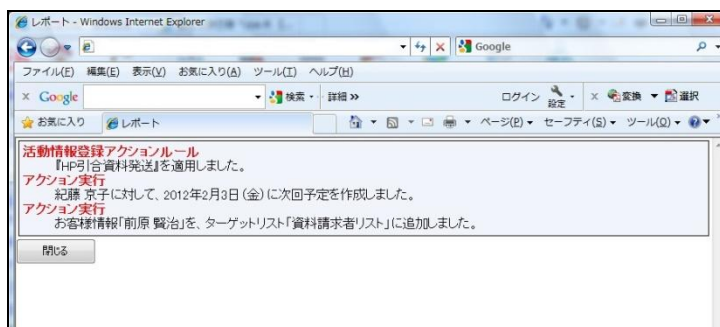 レポート - Windows Internet Explorer
Google
ファイル(F) 編集(E) 表示(V) お気に入り(A) ツール(T) ヘルプ(H)
× Google 検索 詳細 >> ログイン 設定 × 変換 選択
お気に入り レポート ページ(P) セーフティ(S) ツール(O)
活動情報登録アクションルール
『HP引合資料発送』を適用しました。
アクション実行
紀藤 京子に対して、2012年2月3日(金)に次回予定を作成しました。
アクション実行
お客様情報「前原 賢治」を、ターゲットリスト「資料請求者リスト」に追加しました。
閉じる